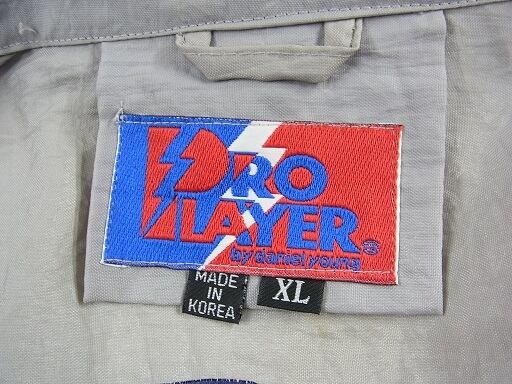 PRO
PLAYER
by daniel young ®
MADE
IN
KOREA
XL